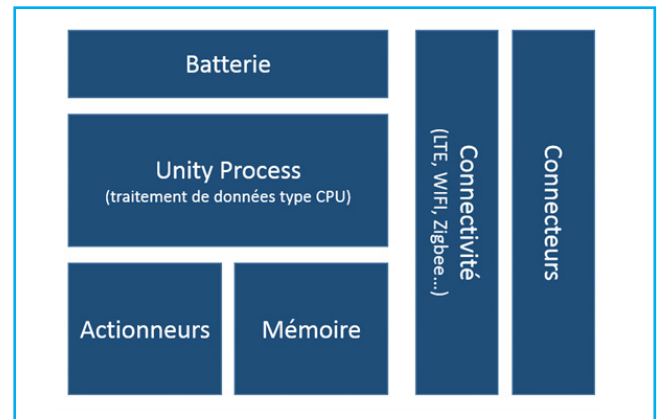 Batterie
Unity Process
(traitement de données type CPU)
Actionneurs
Mémoire
Connectivité
(LTE, WIFI, Zigbee...)
Connecteurs